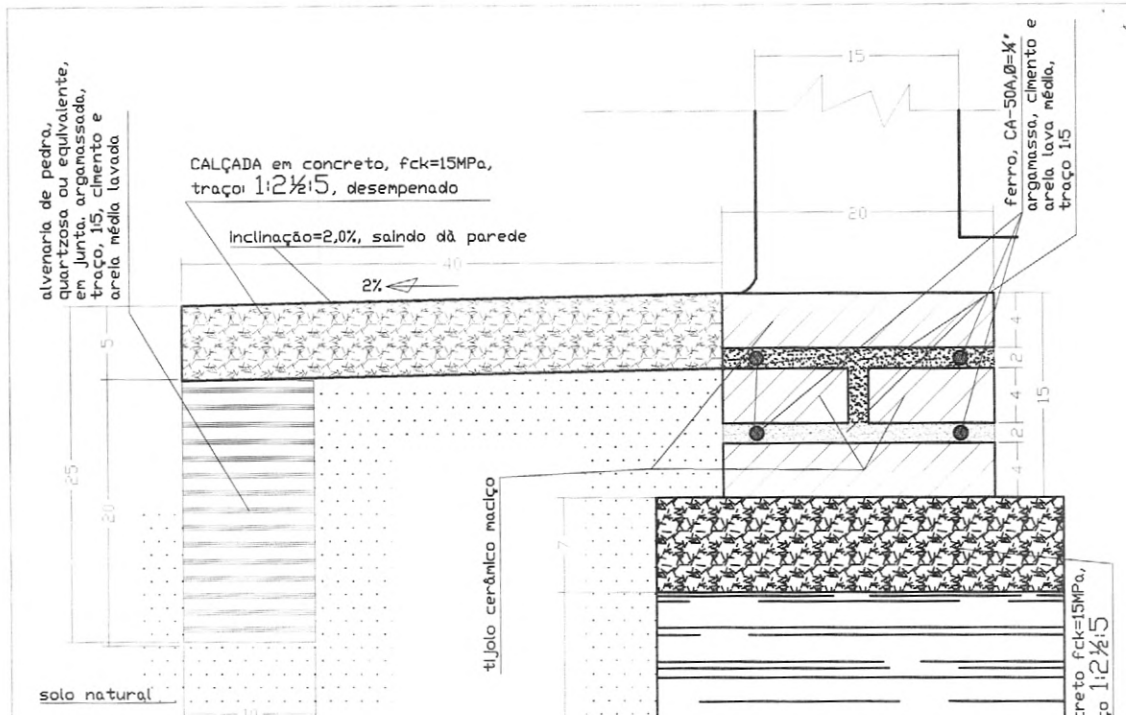 alvenaria de pedra,
quartzosa ou equivalente,
em junta, argamassada,
traço, 1:5, cimento e
areia média lavada
CALÇADA em concreto, fck=15MPa,
traço: 1:2½:5, desempenado
inclinação=2,0%, saindo dà parede
2%
40
15
20
ferro, CA-50A,Ø=¼"
argamassa, cimento e
areia lava média,
traço 1:5
25
5
20
4
2
4
2
4
15
7
tijolo cerâmico maciço
solo natural
10
creto fck=15MPa,
ço 1:2½:5